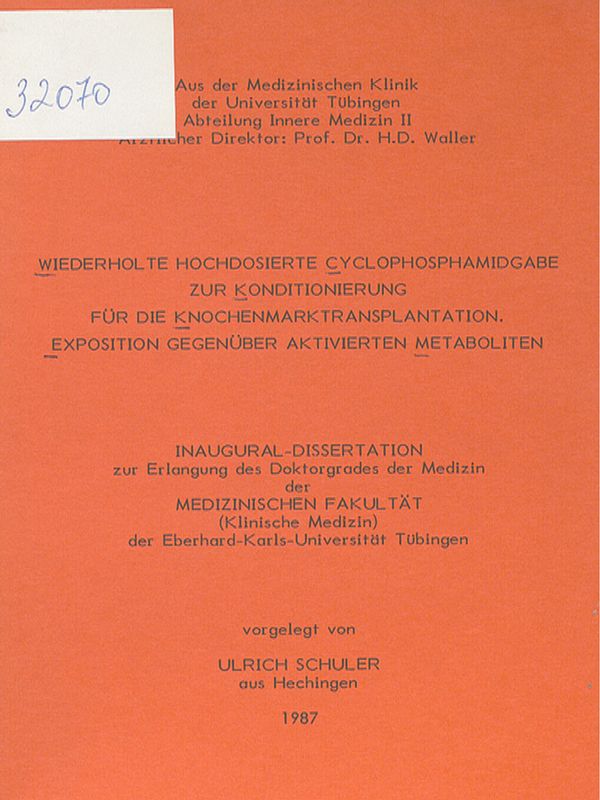 32070
Aus der Medizinischen Klinik
der Universität Tübingen
Abteilung Innere Medizin II
Ärztlicher Direktor: Prof. Dr. H.D. Waller
WIEDERHOLTE HOCHDOSIERTE CYCLOPHOSPHAMIDGABE
ZUR KONDITIONIERUNG
FÜR DIE KNOCHENMARKTRANSPLANTATION.
EXPOSITION GEGENÜBER AKTIVIERTEN METABOLITEN
INAUGURAL-DISSERTATION
zur Erlangung des Doktorgrades der Medizin
der
MEDIZINISCHEN FAKULTÄT
(Klinische Medizin)
der Eberhard-Karls-Universität Tübingen
vorgelegt von
ULRICH SCHULER
aus Hechingen
1987